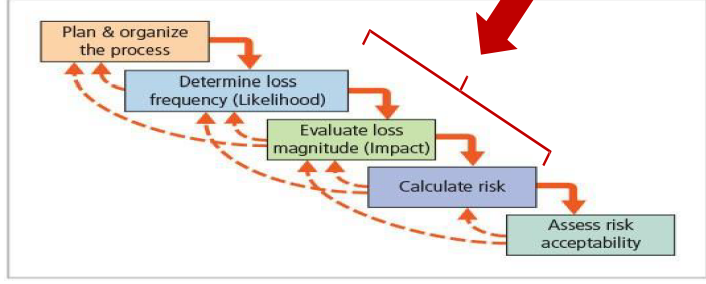 Plan & organize
the process
Determine loss
frequency (Likelihood)
Evaluate loss
magnitude (Impact)
Calculate risk
Assess risk
acceptability